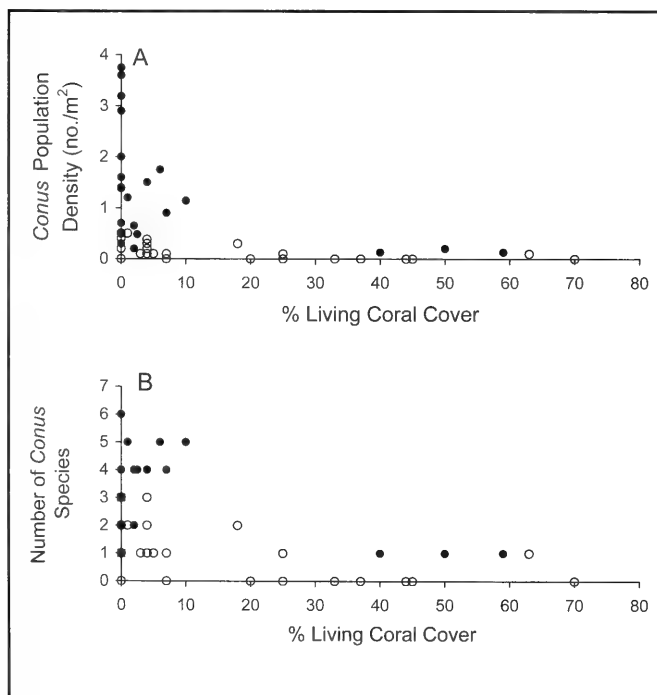 A
4
3
2
1
0
Conus Population
Density (no./m²)
0 10 20 30 40 50 60 70 80
% Living Coral Cover
B
7
6
5
4
3
2
1
0
Number of Conus
Species
0 10 20 30 40 50 60 70 80
% Living Coral Cover